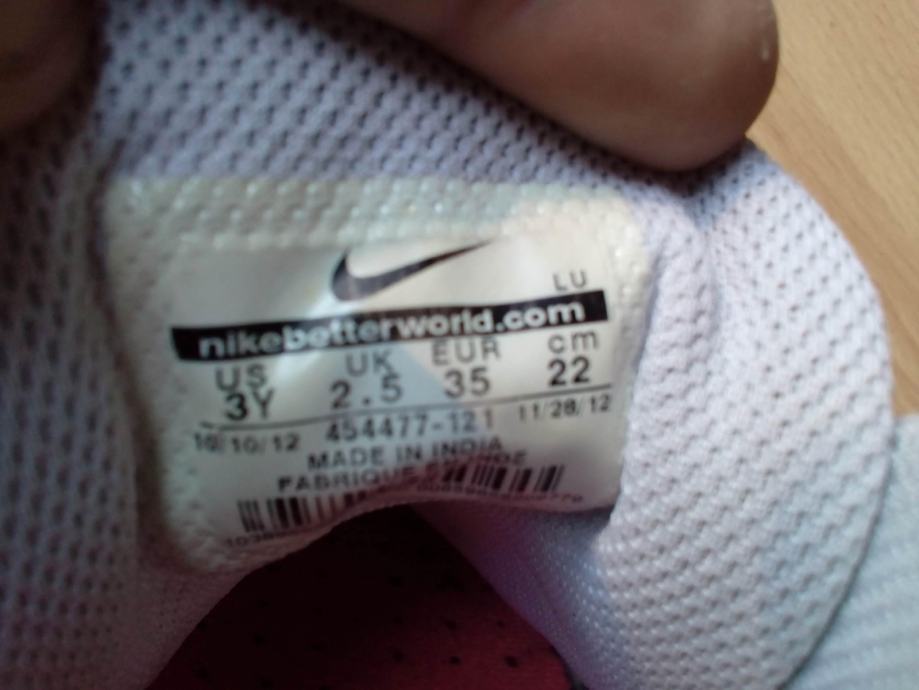 LU
nikebetterworld.com
US UK EUR cm
3Y 2.5 35 22
10/10/12 454477-121 11/28/12
MADE IN INDIA
FABRIQUE